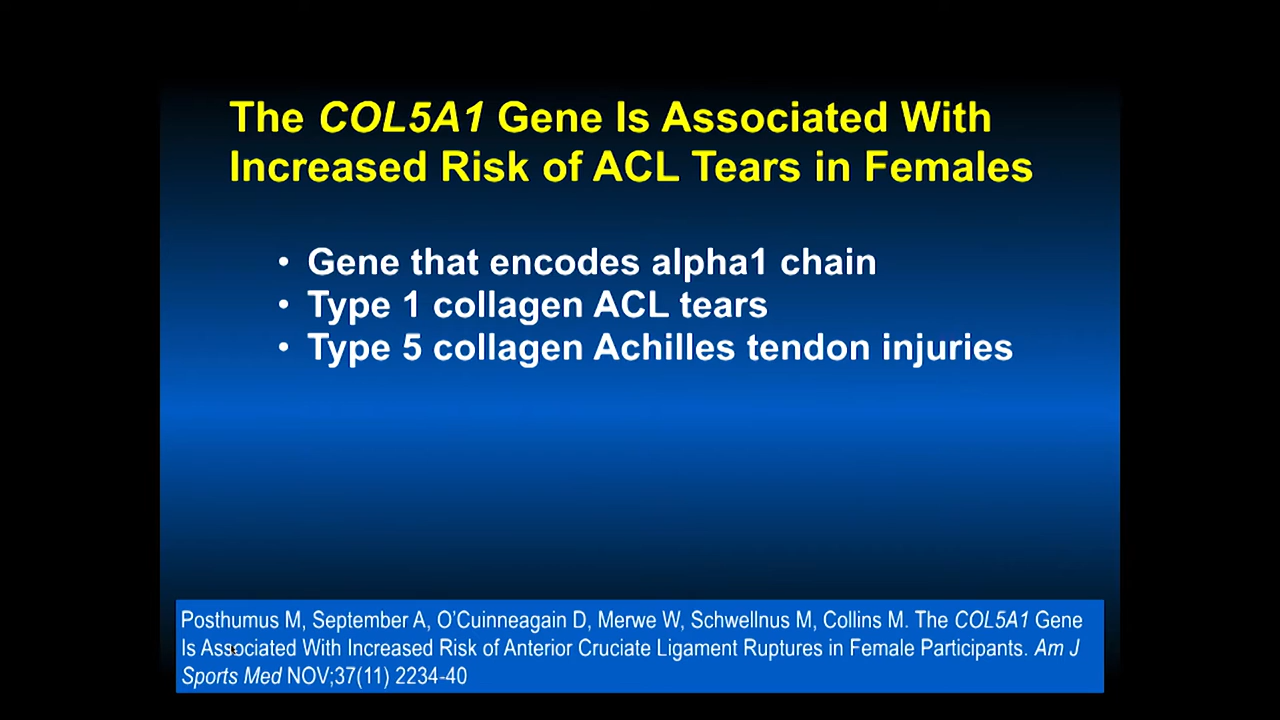 The COL5A1 Gene Is Associated With
Increased Risk of ACL Tears in Females
• Gene that encodes alpha1 chain
• Type 1 collagen ACL tears
• Type 5 collagen Achilles tendon injuries
Posthumus M, September A, O'Cuinneagain D, Merwe W, Schwellnus M, Collins M. The COL5A1 Gene
Is Associated With Increased Risk of Anterior Cruciate Ligament Ruptures in Female Participants. Am J
Sports Med NOV;37(11) 2234-40